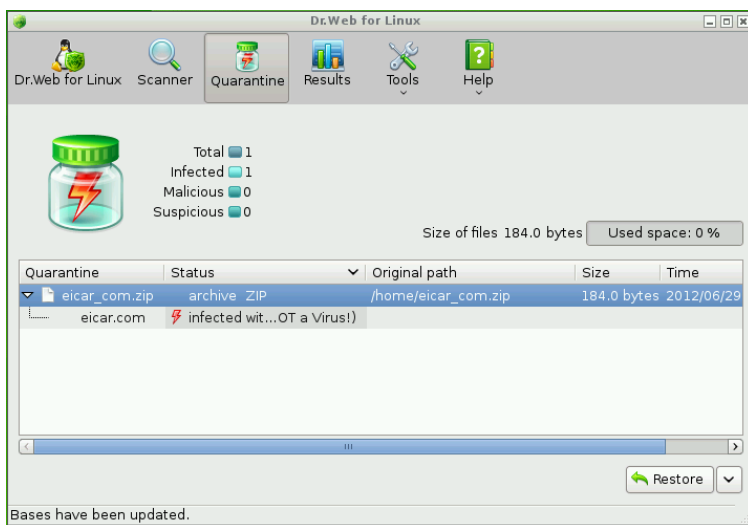 Dr.Web for Linux
Dr.Web for Linux Scanner Quarantine Results Tools Help
Total 1
Infected 1
Malicious 0
Suspicious 0
Size of files 184.0 bytes Used space: 0 %
Quarantine Status Original path Size Time
eicar_com.zip archive ZIP /home/eicar_com.zip 184.0 bytes 2012/06/29
eicar.com infected wit...OT a Virus!)
Restore
Bases have been updated.